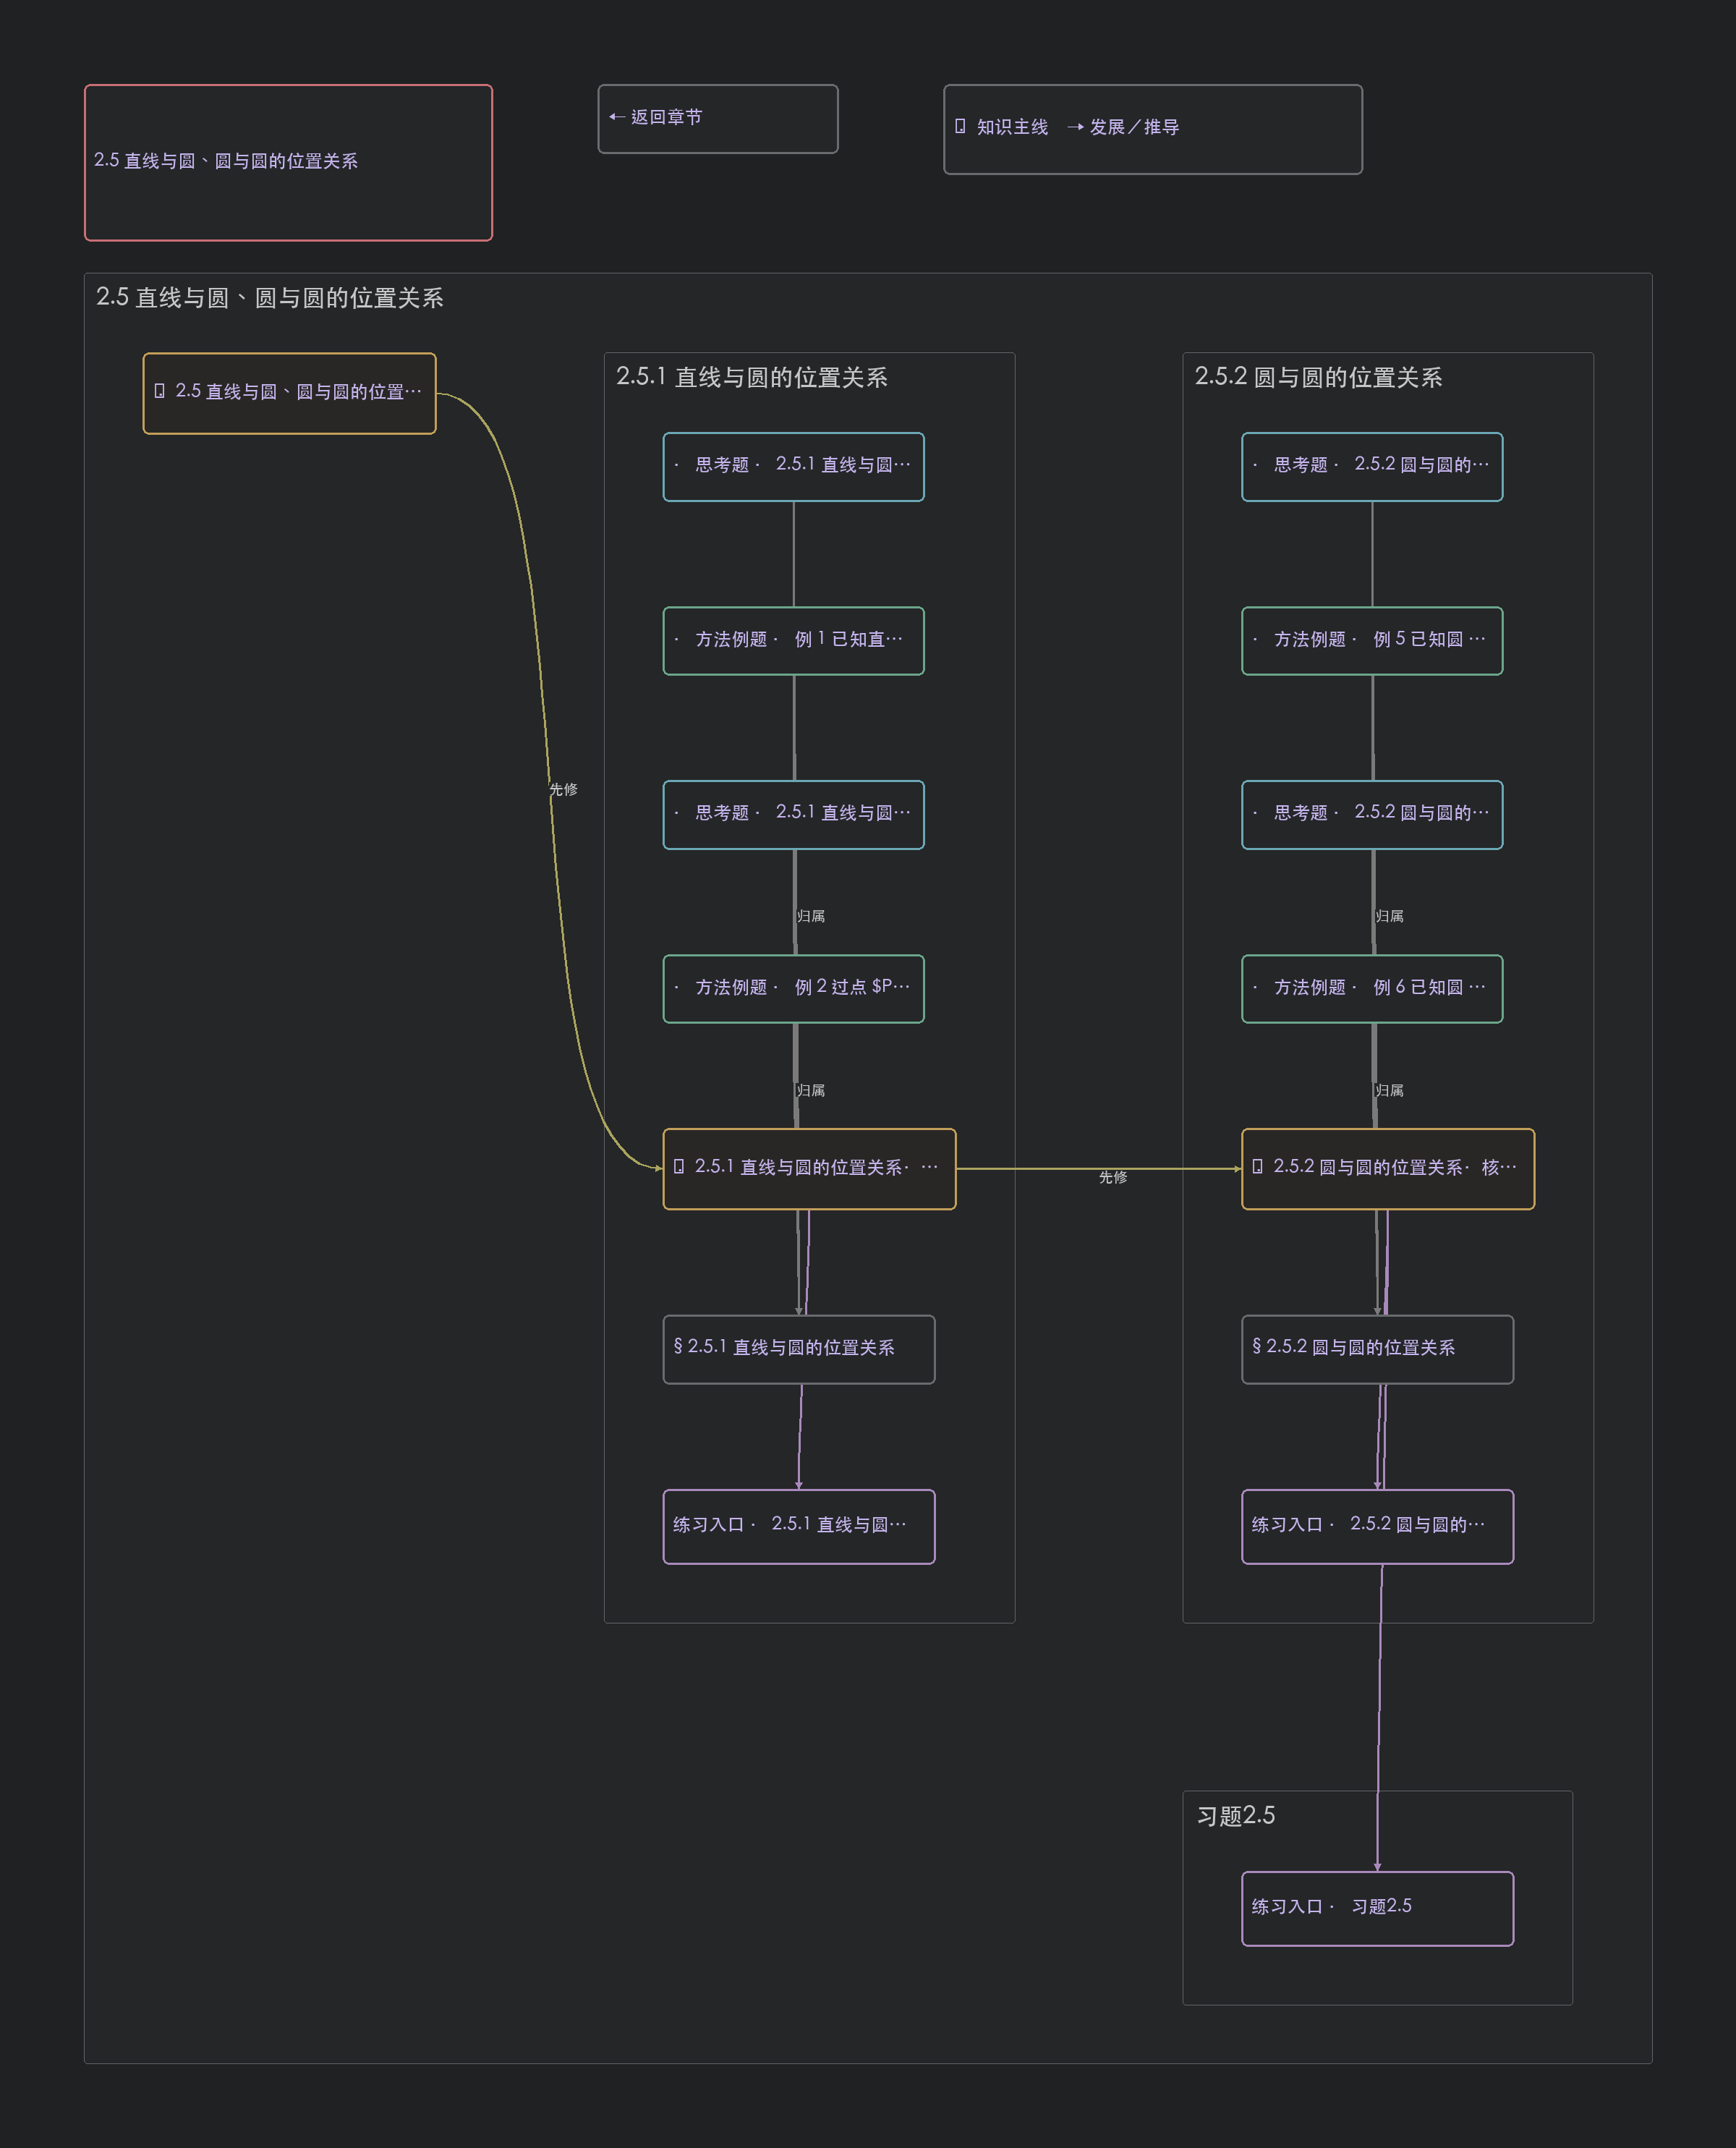 2.5 直线与圆、圆与圆的位置关系
← 返回章节
知识主线 → 发展／推导
2.5 直线与圆、圆与圆的位置关系
2.5 直线与圆、圆与圆的位置…
先修
2.5.1 直线与圆的位置关系
· 思考题 · 2.5.1 直线与圆…
· 方法例题 · 例 1 已知直…
· 思考题 · 2.5.1 直线与圆…
归属
· 方法例题 · 例 2 过点 $P…
归属
2.5.1 直线与圆的位置关系 · …
先修
§ 2.5.1 直线与圆的位置关系
练习入口 · 2.5.1 直线与圆…
2.5.2 圆与圆的位置关系
· 思考题 · 2.5.2 圆与圆的…
· 方法例题 · 例 5 已知圆 …
· 思考题 · 2.5.2 圆与圆的…
归属
· 方法例题 · 例 6 已知圆 …
归属
2.5.2 圆与圆的位置关系 · 核…
§ 2.5.2 圆与圆的位置关系
练习入口 · 2.5.2 圆与圆的…
习题2.5
练习入口 · 习题2.5